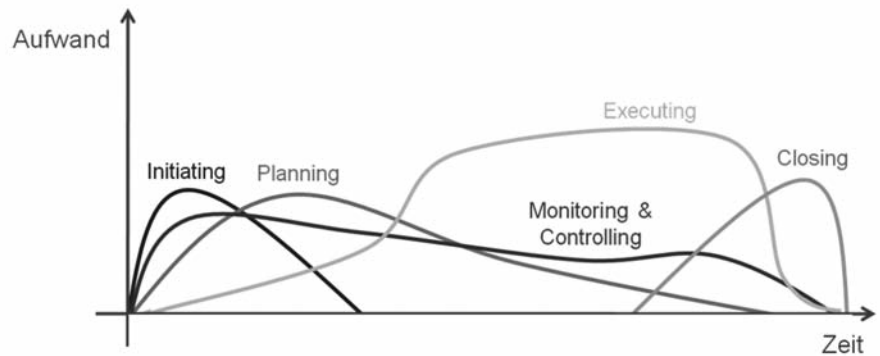 Aufwand
Executing
Initiating
Planning
Closing
Monitoring &
Controlling
Zeit